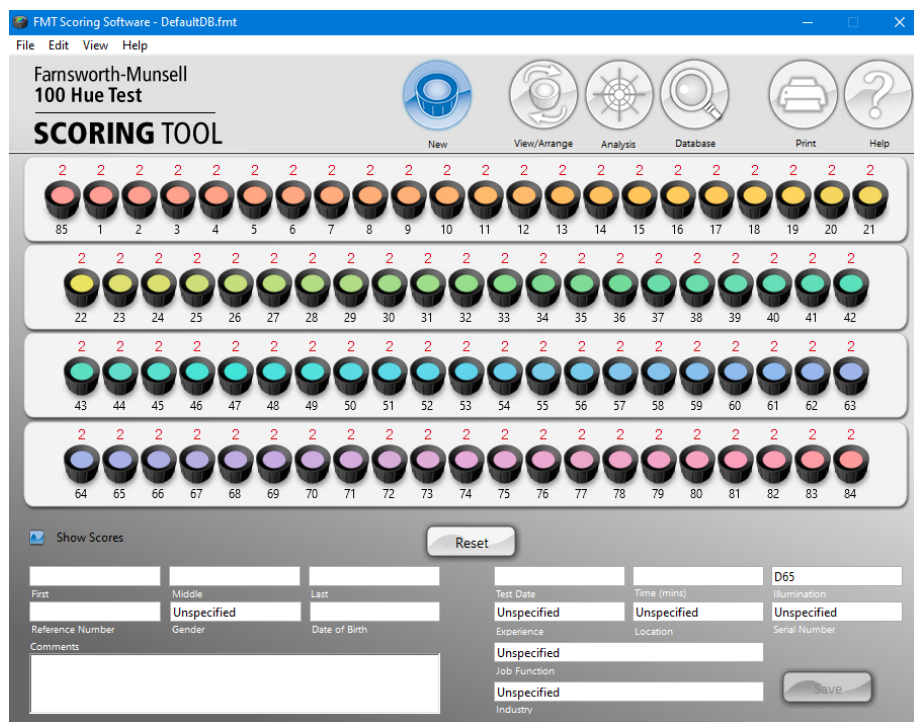 FMT Scoring Software - DefaultDB.fmt
File Edit View Help
Farnsworth-Munsell
100 Hue Test
SCORING TOOL
New View/Arrange Analysis Database Print Help
2 2 2 2 2 2 2 2 2 2 2 2 2 2 2 2 2 2 2 2 2 2
85 1 2 3 4 5 6 7 8 9 10 11 12 13 14 15 16 17 18 19 20 21
2 2 2 2 2 2 2 2 2 2 2 2 2 2 2 2 2 2 2 2 2
22 23 24 25 26 27 28 29 30 31 32 33 34 35 36 37 38 39 40 41 42
2 2 2 2 2 2 2 2 2 2 2 2 2 2 2 2 2 2 2 2 2
43 44 45 46 47 48 49 50 51 52 53 54 55 56 57 58 59 60 61 62 63
2 2 2 2 2 2 2 2 2 2 2 2 2 2 2 2 2 2 2 2 2
64 65 66 67 68 69 70 71 72 73 74 75 76 77 78 79 80 81 82 83 84
Show Scores
Reset
D65
First Middle Last Test Date Time (mins) Illumination
Unspecified Unspecified Unspecified Unspecified
Reference Number Gender Date of Birth Experience Location Serial Number
Comments
Unspecified
Job Function
Unspecified
Save
Industry